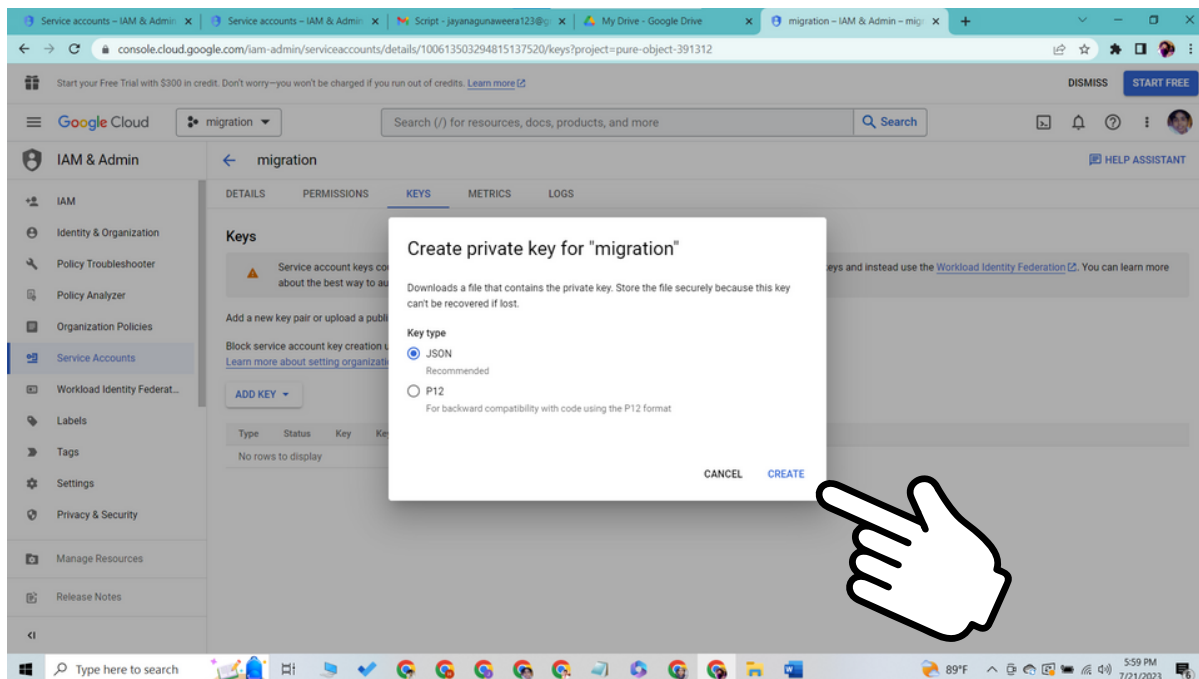 Service accounts – IAM & Admin
Service accounts – IAM & Admin
Script - jayanagunaweera123@g
My Drive - Google Drive
migration – IAM & Admin – mig
console.cloud.google.com/iam-admin/serviceaccounts/details/100613503294815137520/keys?project=pure-object-391312
Start your Free Trial with $300 in credit. Don't worry—you won't be charged if you run out of credits. Learn more
DISMISS
START FREE
Google Cloud
migration
Search (/) for resources, docs, products, and more
Search
IAM & Admin
migration
HELP ASSISTANT
DETAILS PERMISSIONS KEYS METRICS LOGS
IAM
Identity & Organization
Policy Troubleshooter
Policy Analyzer
Organization Policies
Service Accounts
Workload Identity Federat...
Labels
Tags
Settings
Privacy & Security
Manage Resources
Release Notes
Keys
Service account keys co
eys and instead use the Workload Identity Federation. You can learn more
about the best way to au
Add a new key pair or upload a publi
Block service account key creation u
Learn more about setting organizati
ADD KEY
Type Status Key Ke
No rows to display
Create private key for "migration"
Downloads a file that contains the private key. Store the file securely because this key
can't be recovered if lost.
Key type
JSON
Recommended
P12
For backward compatibility with code using the P12 format
CANCEL CREATE
Type here to search
89°F
5:59 PM
7/21/2023
6